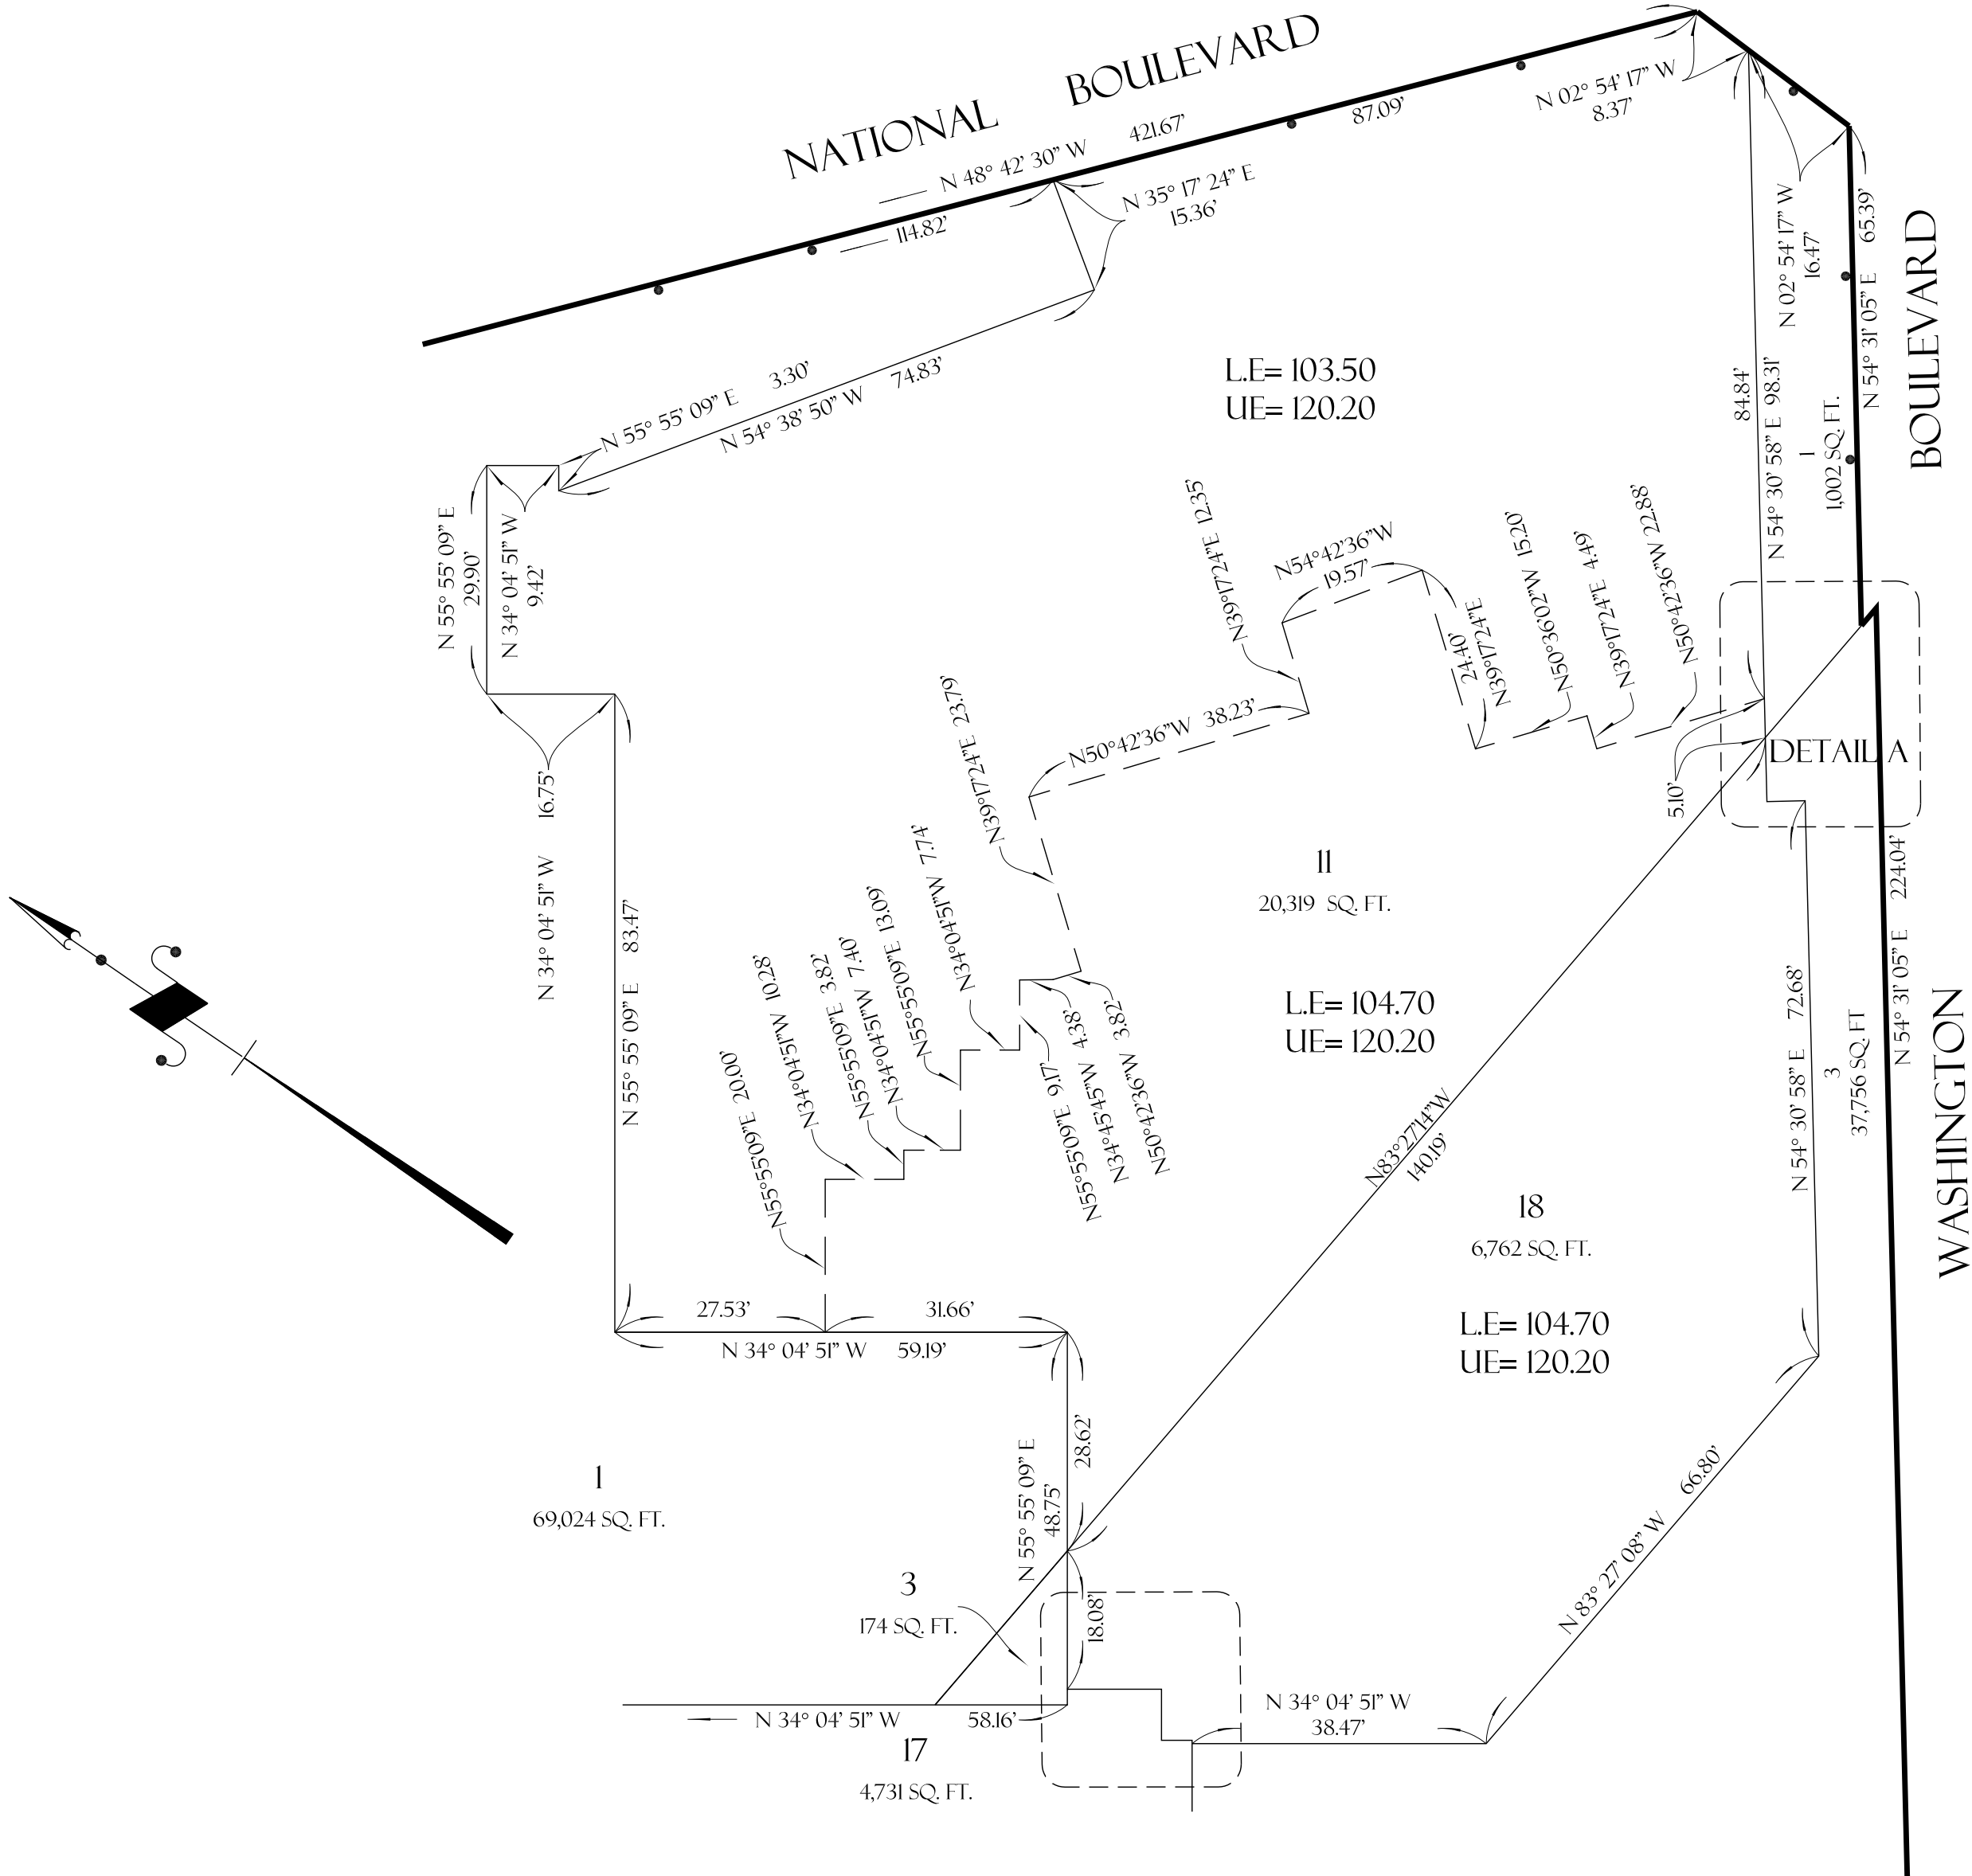 NATIONAL BOULEVARD
N 48° 42' 30" W 421.67'
114.82'
87.09'
N 02° 54' 17" W
8.37'
N 35° 17' 24" E
15.36'
N 02° 54' 17" W
16.47'
N 54° 31' 05" E 65.39'
BOULEVARD
84.84'
N 54° 30' 58" E 98.31'
1
1,002 SQ. FT.
L.E= 103.50
UE= 120.20
N 55° 55' 09" E 3.30'
N 54° 38' 50" W 74.83'
N 55° 55' 09" E
29.90'
N 34° 04' 51" W
9.42'
N39°17'24"E 12.35'
N54°42'36"W
19.57'
24.40'
N39°17'24"E
N50°36'02"W 15.20'
N39°17'24"E 4.49'
N50°42'36"W 22.88'
N50°42'36"W 38.23'
N39°17'24"E 23.79'
5.10'
DETAIL A
N 34° 04' 51" W 16.75'
N 55° 55' 09" E 83.47'
N55°55'09"E 20.00'
N34°04'51"W 10.28'
N55°55'09"E 3.82'
N34°04'51"W 7.40'
N55°55'09"E 13.09'
N34°04'51"W 7.74'
N55°55'09"E 9.17'
N34°45'45"W 4.38'
N50°42'36"W 3.82'
11
20,319 SQ. FT.
L.E= 104.70
UE= 120.20
N83°27'14"W
140.19'
N 54° 30' 58" E 72.68'
3
37,756 SQ. FT
N 54° 31' 05" E 224.04'
WASHINGTON
18
6,762 SQ. FT.
L.E= 104.70
UE= 120.20
27.53'
31.66'
N 34° 04' 51" W 59.19'
28.62'
N 55° 55' 09" E
48.75'
1
69,024 SQ. FT.
3
174 SQ. FT.
18.08'
N 83° 27' 08" W 66.80'
N 34° 04' 51" W
38.47'
N 34° 04' 51" W 58.16'
17
4,731 SQ. FT.